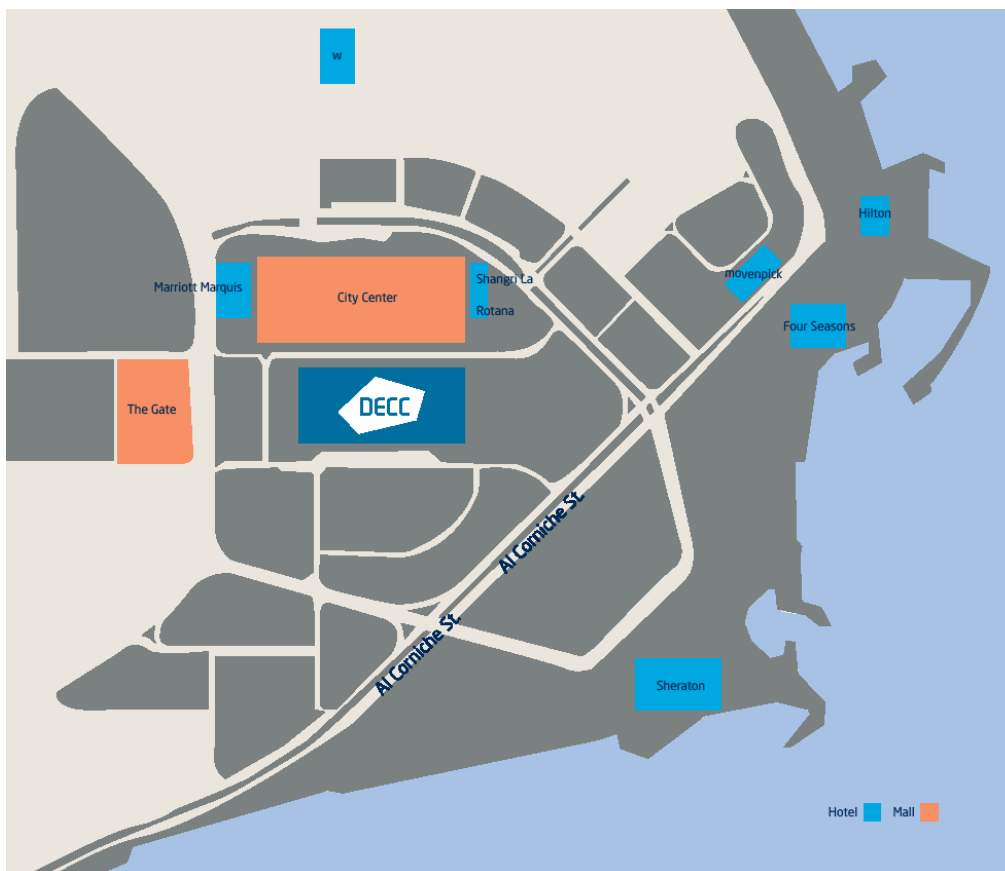 w
Hilton
Shangri La
movenpick
Marriott Marquis
City Center
Rotana
Four Seasons
The Gate
DECC
Al Corniche St.
Al Corniche St.
Sheraton
Hotel
Mall